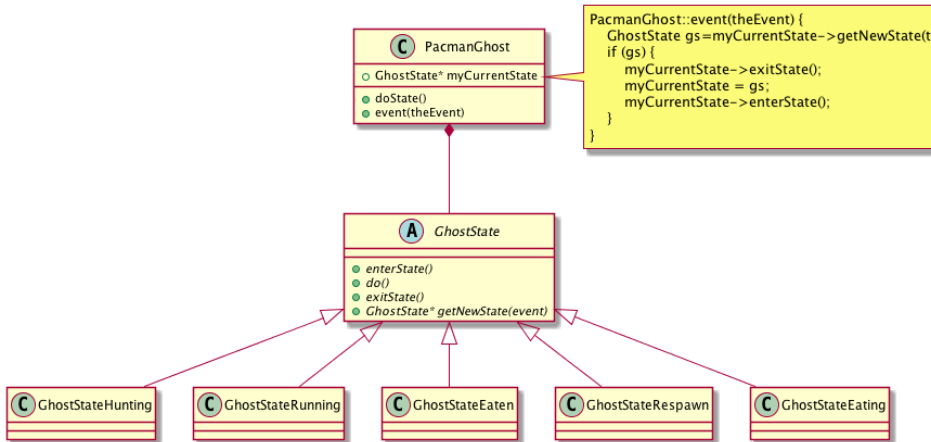 C PacmanGhost
GhostState* myCurrentState
doState()
event(theEvent)
PacmanGhost::event(theEvent) {
GhostState gs=myCurrentState->getNewState(t
if (gs) {
myCurrentState->exitState();
myCurrentState = gs;
myCurrentState->enterState();
}
}
A GhostState
enterState()
do()
exitState()
GhostState* getNewState(event)
C GhostStateHunting
C GhostStateRunning
C GhostStateEaten
C GhostStateRespawn
C GhostStateEating